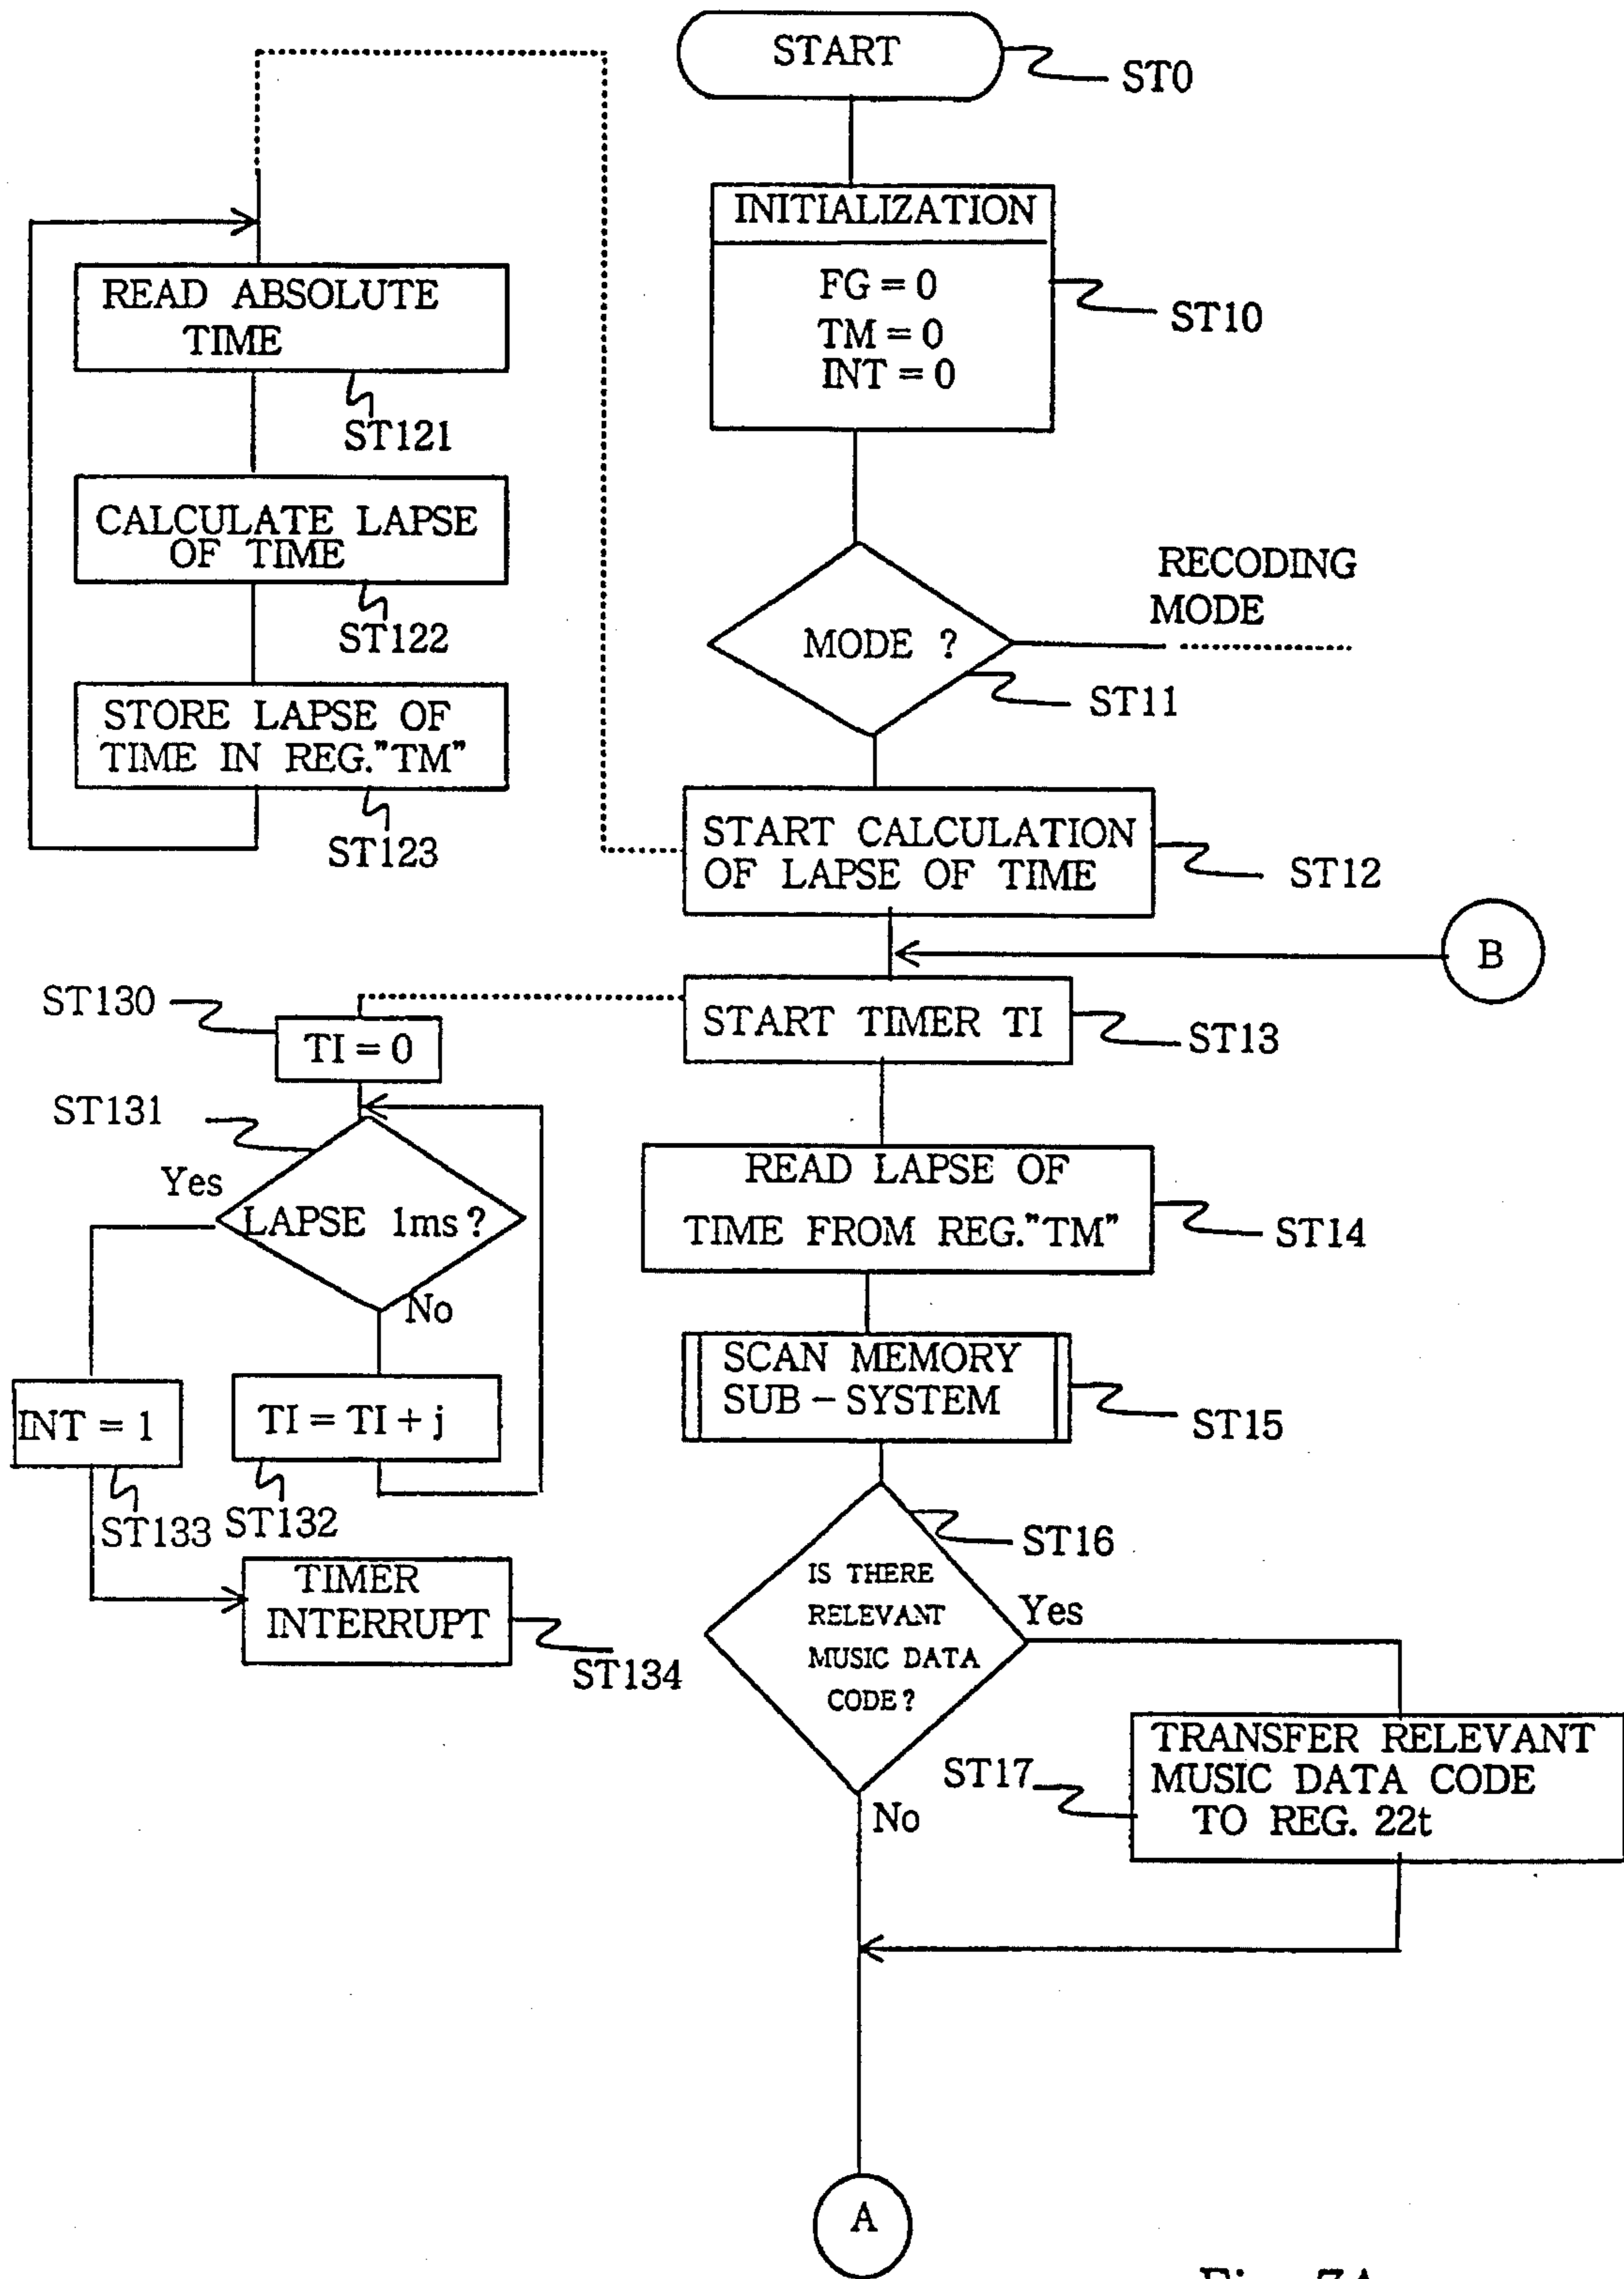 START
ST0
INITIALIZATION
FG = 0
TM = 0
INT = 0
ST10
READ ABSOLUTE
TIME
ST121
CALCULATE LAPSE
OF TIME
ST122
STORE LAPSE OF
TIME IN REG."TM"
ST123
MODE ?
RECODING
MODE
ST11
START CALCULATION
OF LAPSE OF TIME
ST12
B
START TIMER TI
ST13
ST130
TI = 0
ST131
Yes
LAPSE 1ms ?
No
INT = 1
TI = TI + j
ST133
ST132
TIMER
INTERRUPT
ST134
READ LAPSE OF
TIME FROM REG."TM"
ST14
SCAN MEMORY
SUB - SYSTEM
ST15
ST16
IS THERE
RELEVANT
MUSIC DATA
CODE?
Yes
No
ST17
TRANSFER RELEVANT
MUSIC DATA CODE
TO REG. 22t
A